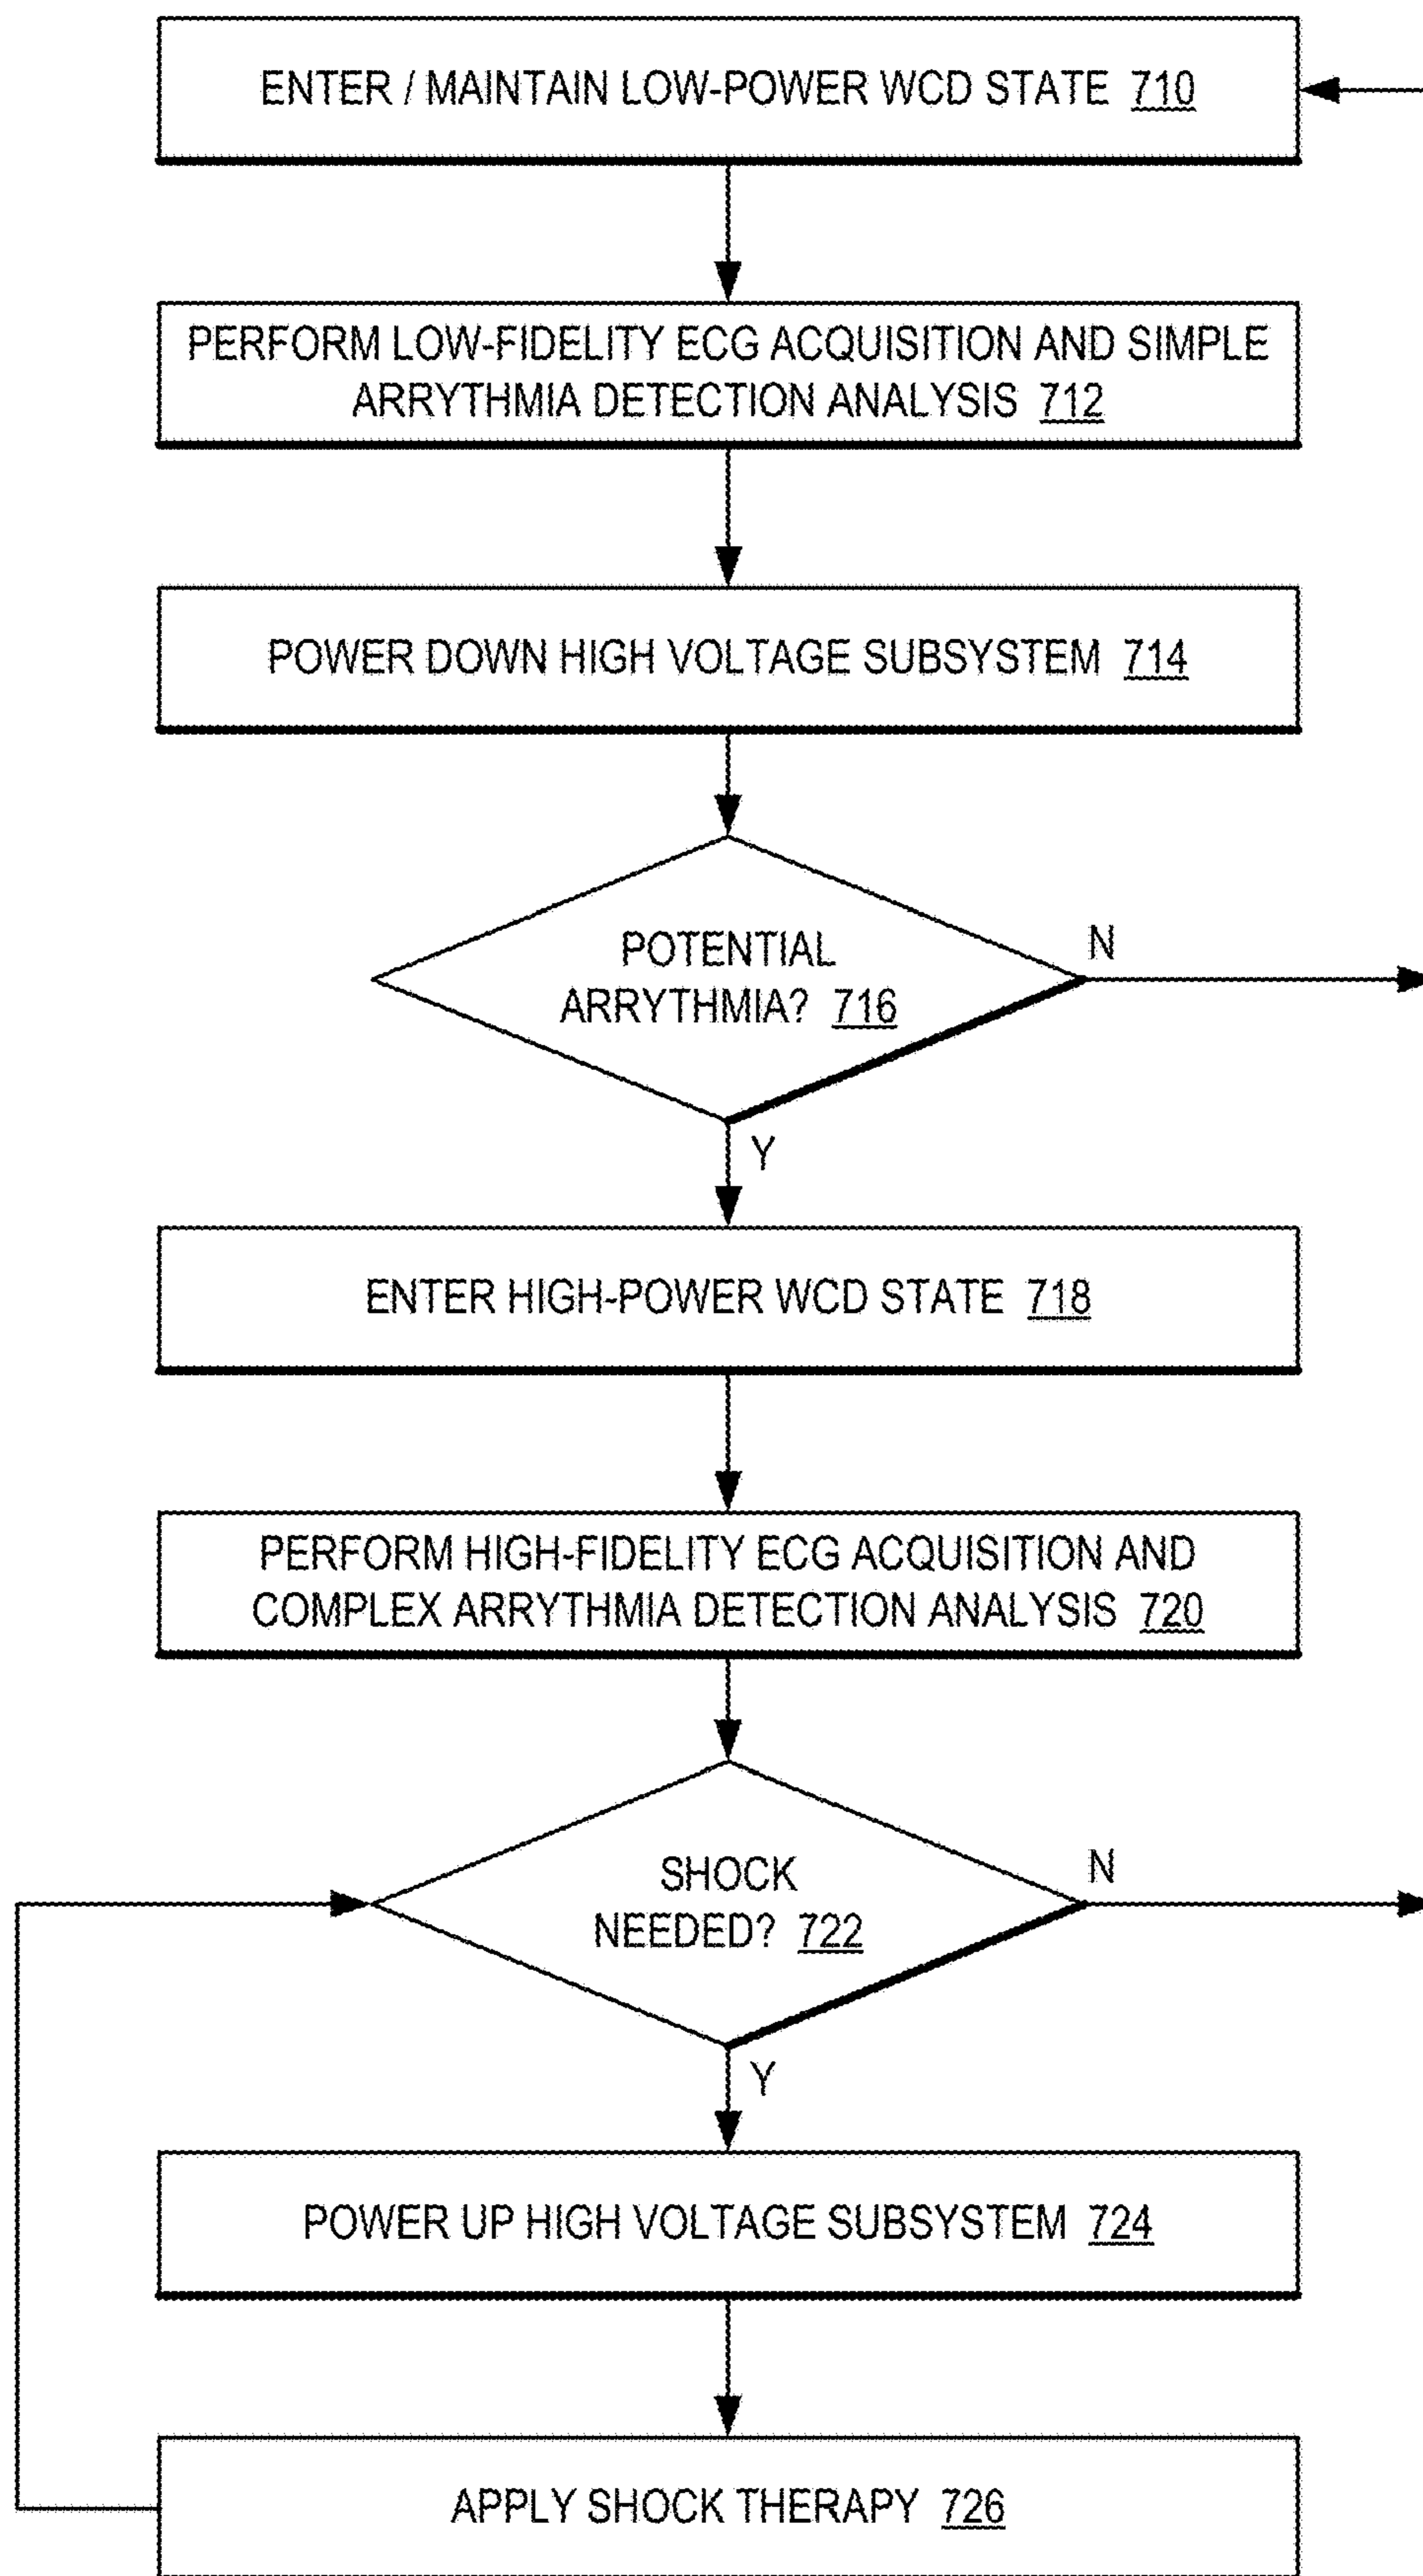 ENTER / MAINTAIN LOW-POWER WCD STATE 710
PERFORM LOW-FIDELITY ECG ACQUISITION AND SIMPLE
ARRYTHMIA DETECTION ANALYSIS 712
POWER DOWN HIGH VOLTAGE SUBSYSTEM 714
POTENTIAL
ARRYTHMIA? 716
N
Y
ENTER HIGH-POWER WCD STATE 718
PERFORM HIGH-FIDELITY ECG ACQUISITION AND
COMPLEX ARRYTHMIA DETECTION ANALYSIS 720
SHOCK
NEEDED? 722
N
Y
POWER UP HIGH VOLTAGE SUBSYSTEM 724
APPLY SHOCK THERAPY 726